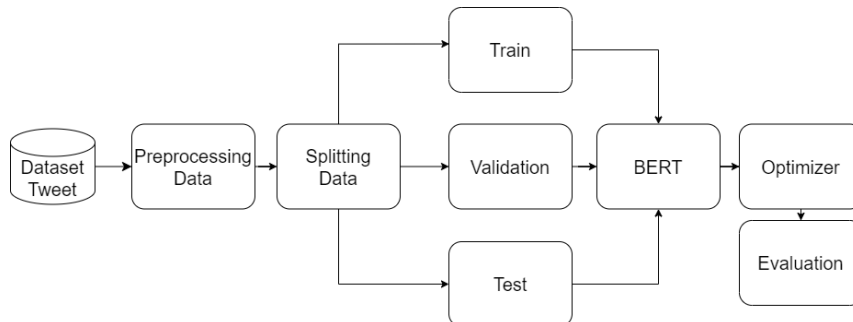 Train
Dataset
Tweet
Preprocessing
Data
Splitting
Data
Validation
BERT
Optimizer
Evaluation
Test